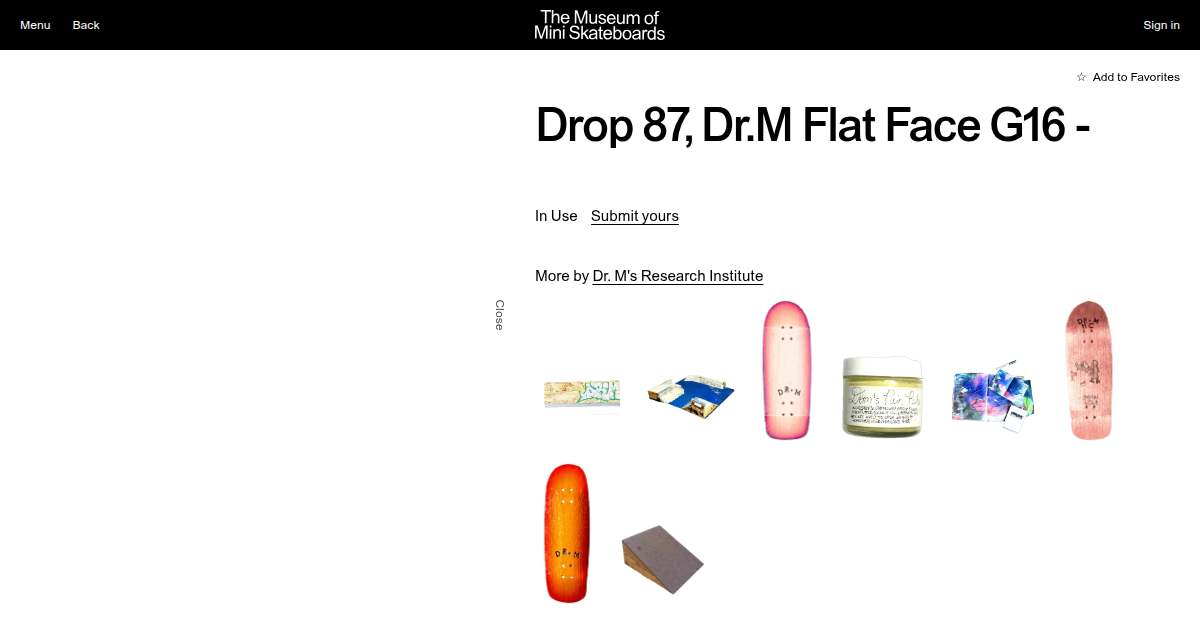 Menu
Back
The Museum of
Mini Skateboards
Sign in
☆ Add to Favorites
Drop 87, Dr.M Flat Face G16 -
In Use
Submit yours
More by Dr. M's Research Institute
Close
DR•M
DR•M
DR•M